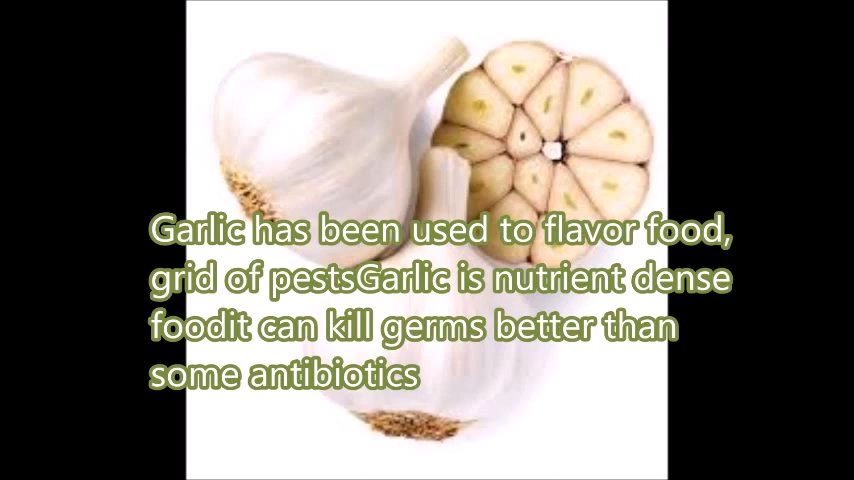 Garlic has been used to flavor food,
grid of pestsGarlic is nutrient dense
foodit can kill germs better than
some antibiotics